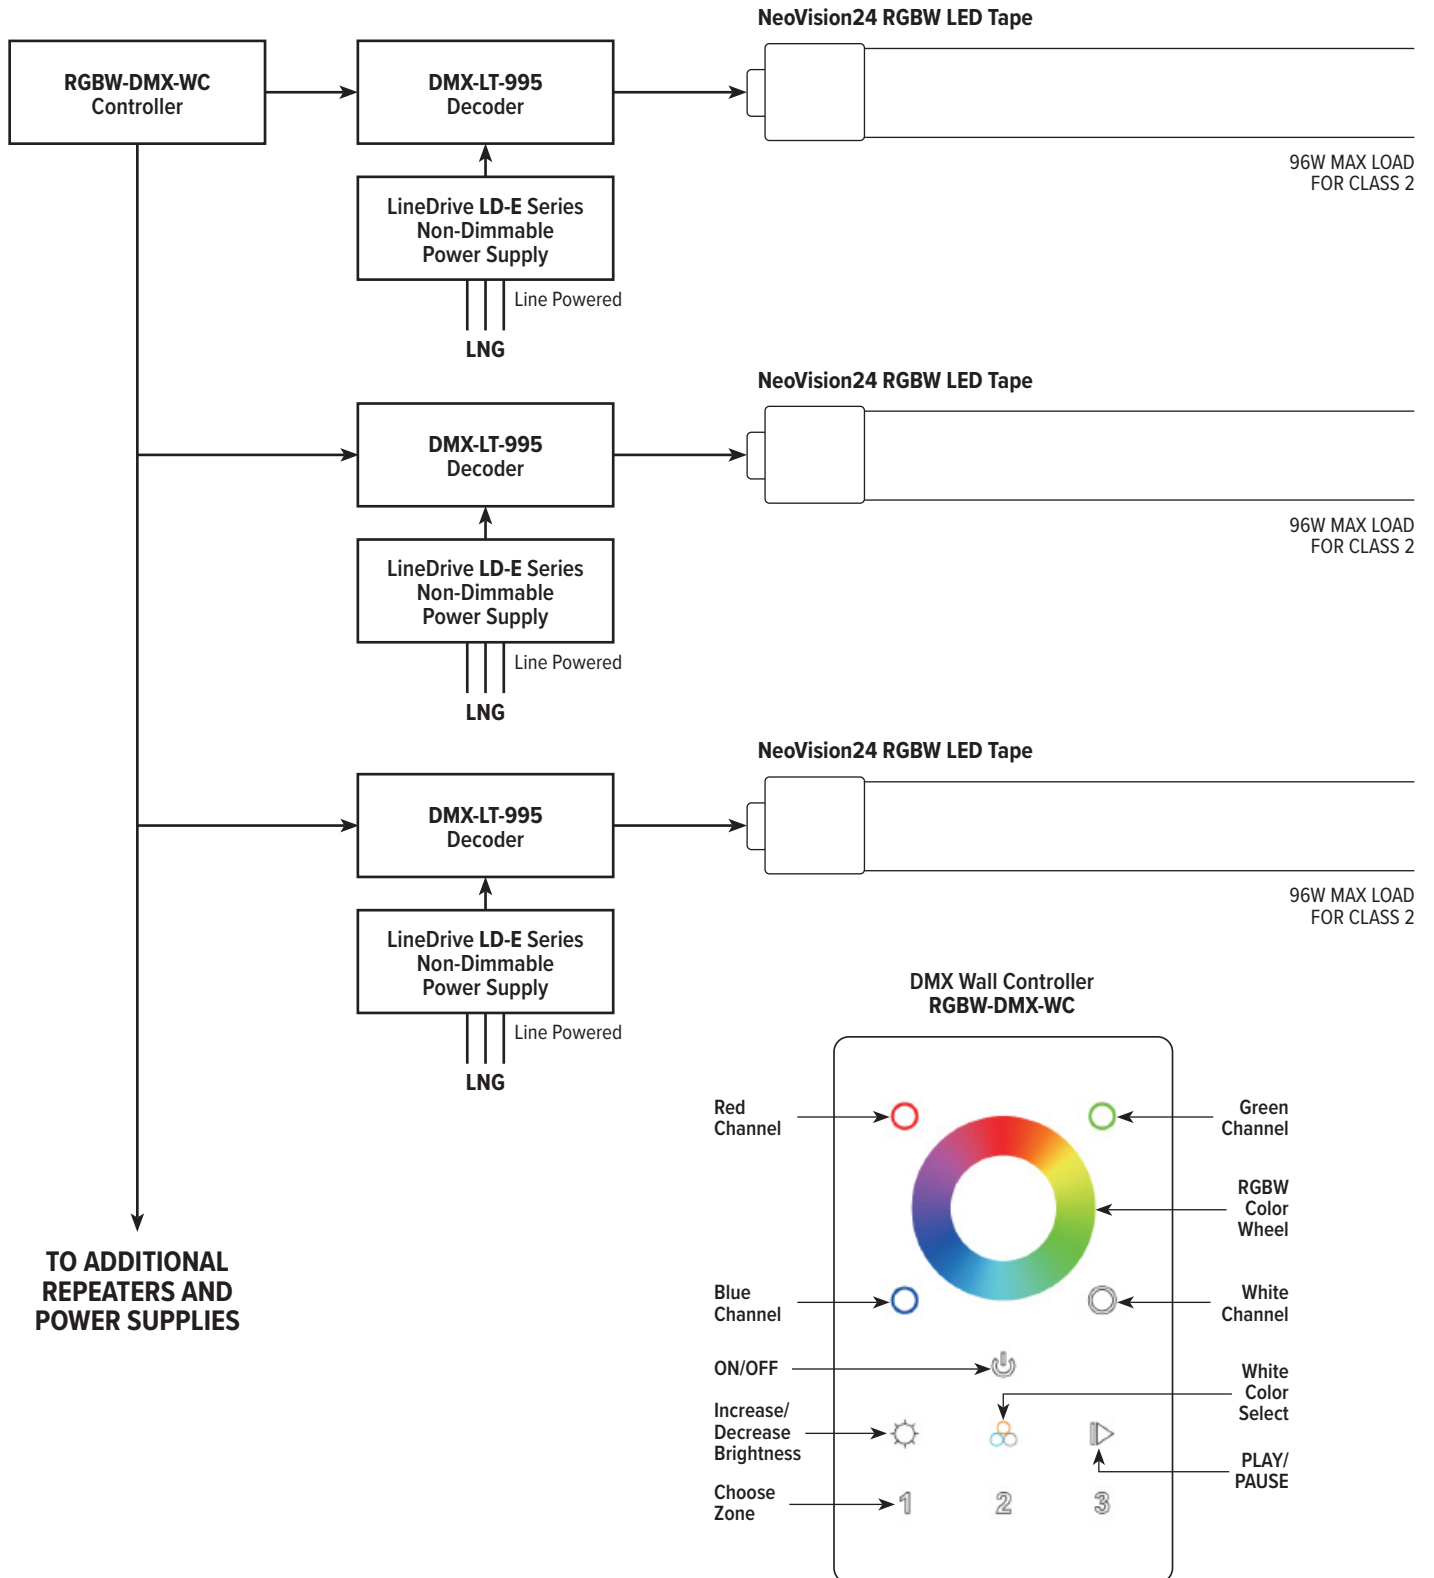 NeoVision24 RGBW LED Tape
RGBW-DMX-WC
Controller
DMX-LT-995
Decoder
96W MAX LOAD
FOR CLASS 2
LineDrive LD-E Series
Non-Dimmable
Power Supply
Line Powered
LNG
NeoVision24 RGBW LED Tape
DMX-LT-995
Decoder
96W MAX LOAD
FOR CLASS 2
LineDrive LD-E Series
Non-Dimmable
Power Supply
Line Powered
LNG
NeoVision24 RGBW LED Tape
DMX-LT-995
Decoder
96W MAX LOAD
FOR CLASS 2
LineDrive LD-E Series
Non-Dimmable
Power Supply
Line Powered
LNG
TO ADDITIONAL
REPEATERS AND
POWER SUPPLIES
DMX Wall Controller
RGBW-DMX-WC
Red
Channel
Green
Channel
RGBW
Color
Wheel
Blue
Channel
White
Channel
ON/OFF
White
Color
Select
Increase/
Decrease
Brightness
PLAY/
PAUSE
Choose
Zone
1 2 3